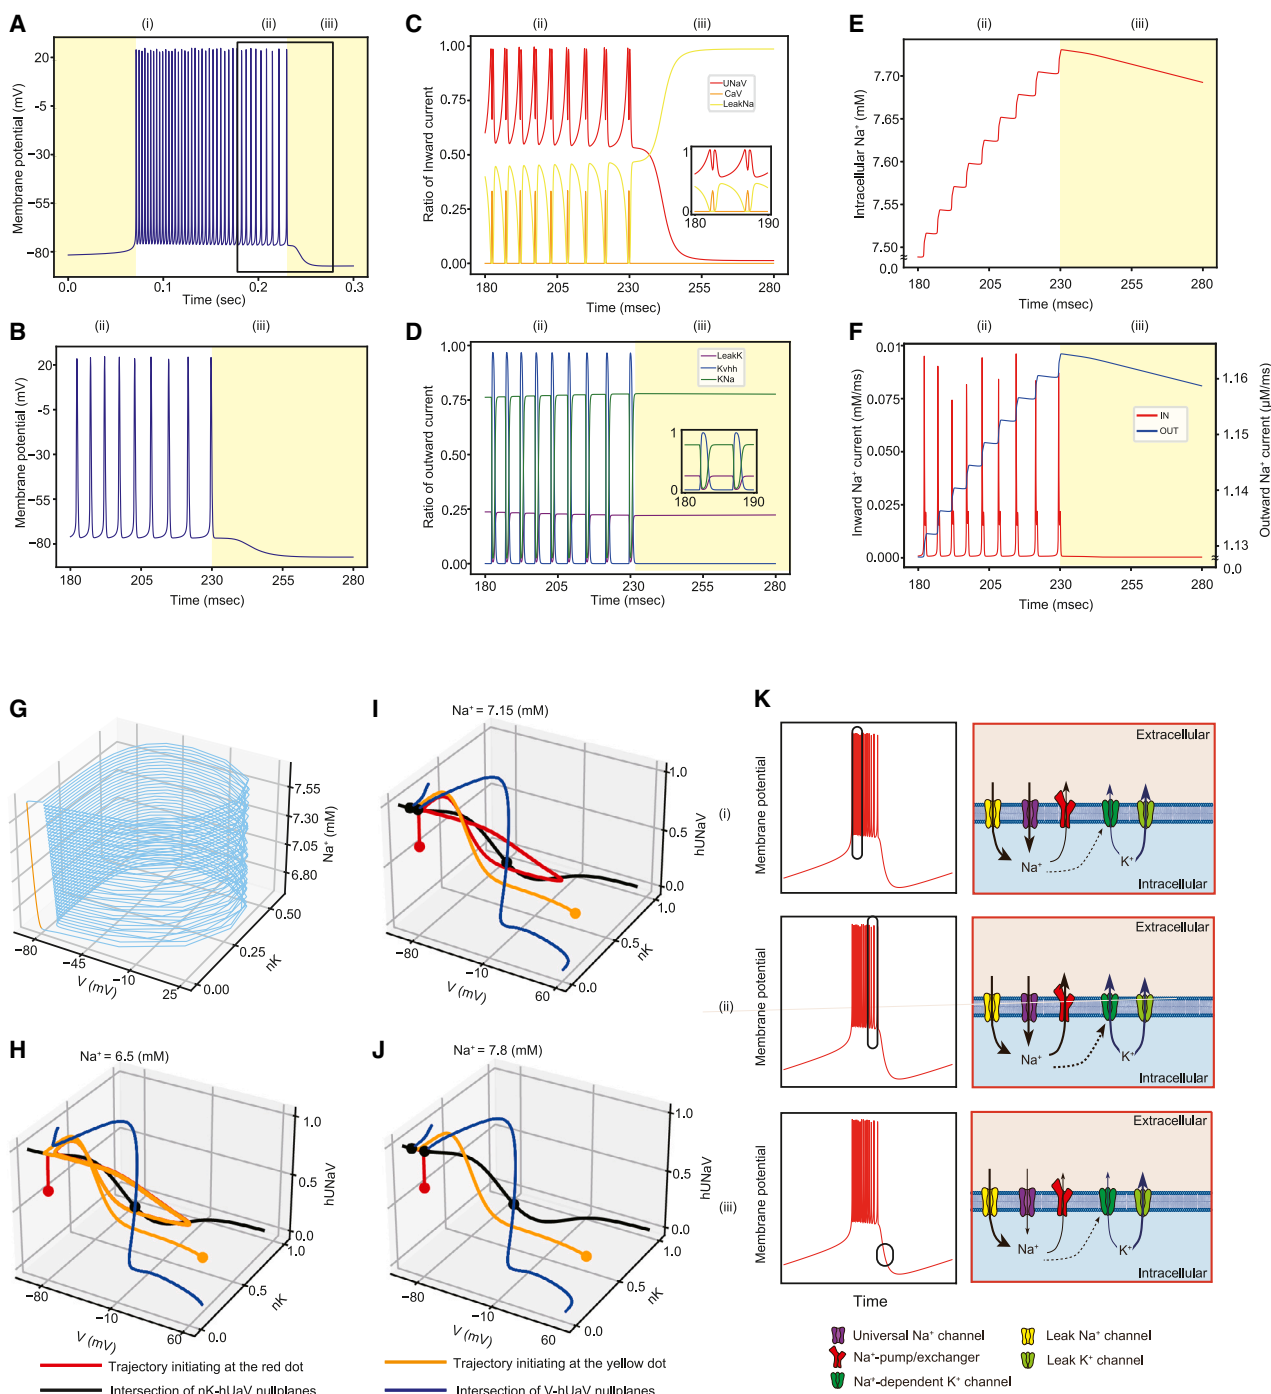 A
(i)
(ii)
(iii)
Membrane potential (mV)
20
−5
−30
−55
−80
0.0
0.1
0.2
0.3
Time (sec)
B
(ii)
(iii)
Membrane potential (mV)
20
−5
−30
−55
−80
180
205
230
255
280
Time (msec)
C
(ii)
(iii)
Ratio of Inward current
1.00
0.75
0.50
0.25
0.00
UNaV
CaV
LeakNa
1
0
180
190
180
205
230
255
280
Time (msec)
D
(ii)
(iii)
Ratio of outward current
1.00
0.75
0.50
0.25
0.00
LeakK
Kvhh
KNa
1
0
180
190
180
205
230
255
280
Time (msec)
E
(ii)
(iii)
Intracellular Na⁺ (mM)
7.70
7.65
7.60
7.55
7.50
0.0
180
205
230
255
280
Time (msec)
F
(ii)
(iii)
Inward Na⁺ current (mM/ms)
0.01
0.075
0.050
0.025
0.000
IN
OUT
Outward Na⁺ current (μM/ms)
1.16
1.15
1.14
1.13
0.0
180
205
230
255
280
Time (msec)
G
7.55
7.30
7.05
6.80
Na⁺ (mM)
0.50
0.25
0.00
nK
−80
−45
−10
25
V (mV)
H
Na⁺ = 6.5 (mM)
1.0
0.5
0.0
hUNaV
1.0
0.5
0.0
nK
−80
−10
60
V (mV)
I
Na⁺ = 7.15 (mM)
1.0
0.5
0.0
hUNaV
1.0
0.5
0.0
nK
−80
−10
60
V (mV)
J
Na⁺ = 7.8 (mM)
1.0
0.5
0.0
hUNaV
1.0
0.5
0.0
nK
−80
−10
60
V (mV)
Trajectory initiating at the red dot
Trajectory initiating at the yellow dot
Intersection of nK-hUaV nullplanes
Intersection of V-hUaV nullplanes
K
(i)
Membrane potential
Extracellular
Na⁺
K⁺
Intracellular
(ii)
Membrane potential
Extracellular
Na⁺
K⁺
Intracellular
(iii)
Membrane potential
Extracellular
Na⁺
K⁺
Intracellular
Time
Universal Na⁺ channel
Leak Na⁺ channel
Na⁺-pump/exchanger
Leak K⁺ channel
Na⁺-dependent K⁺ channel